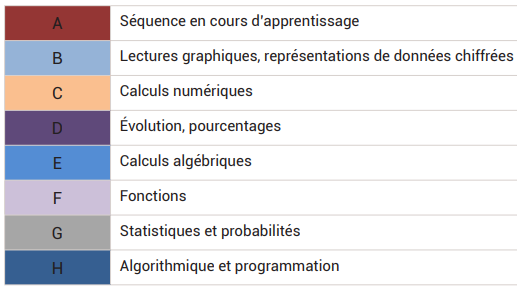 A Séquence en cours d'apprentissage
B Lectures graphiques, représentations de données chiffrées
C Calculs numériques
D Évolution, pourcentages
E Calculs algébriques
F Fonctions
G Statistiques et probabilités
H Algorithmique et programmation